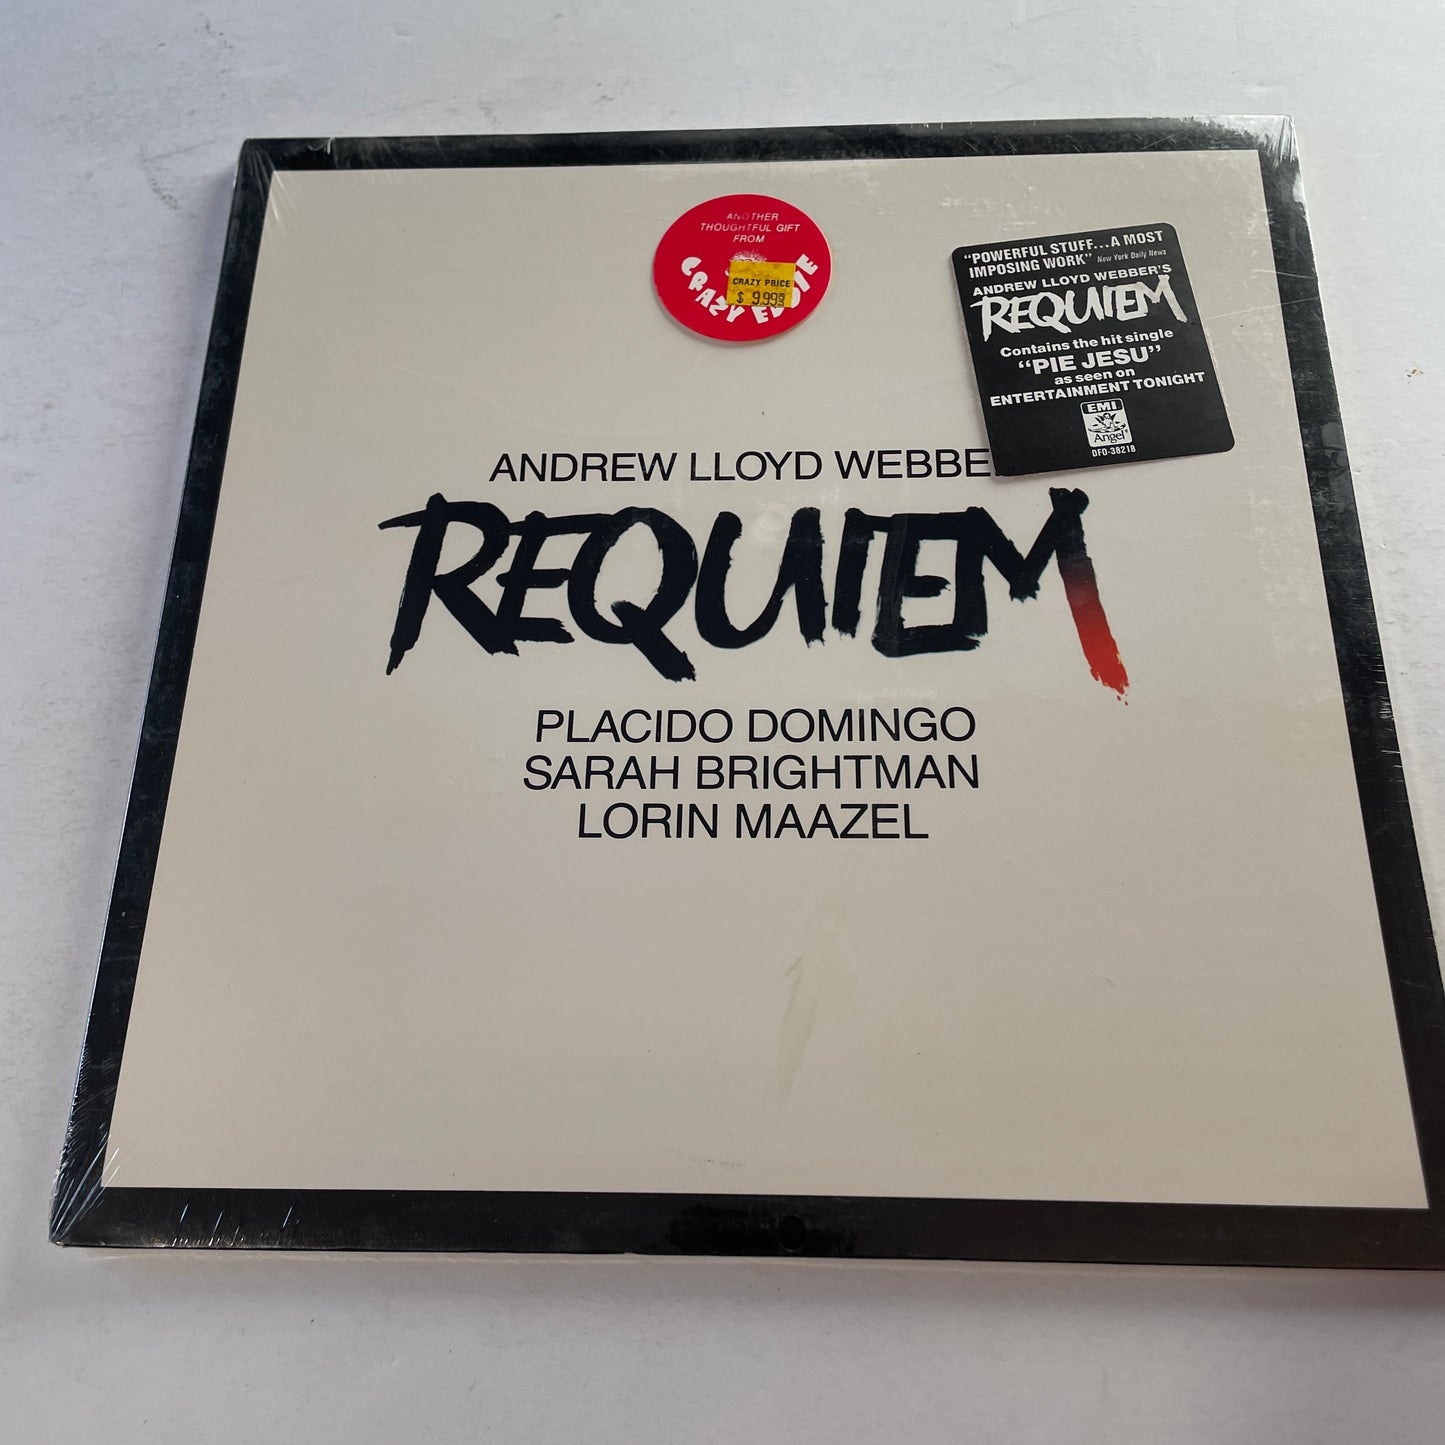 ANOTHER
THOUGHTFUL GIFT
FROM
CRAZY EDDIE
CRAZY PRICE
$ 9.99
"POWERFUL STUFF...A MOST
IMPOSING WORK" New York Daily News
ANDREW LLOYD WEBBER'S
REQUIEM
Contains the hit single
"PIE JESU"
as seen on
ENTERTAINMENT TONIGHT
EMI
Angel
DFO-38218
ANDREW LLOYD WEBBE
REQUIEM
PLACIDO DOMINGO
SARAH BRIGHTMAN
LORIN MAAZEL